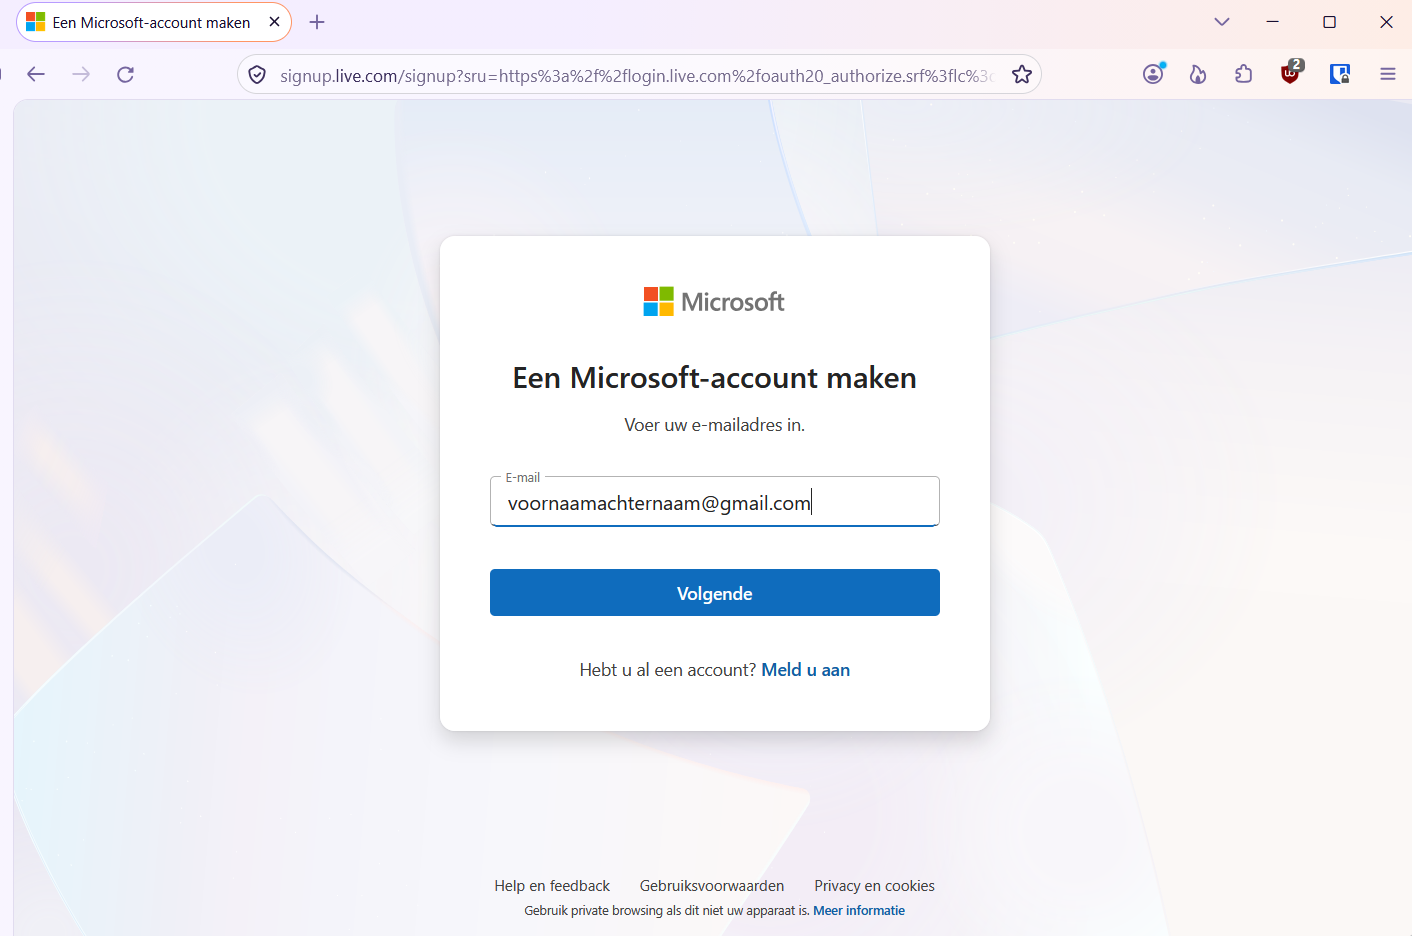 Een Microsoft-account maken
signup.live.com/signup?sru=https%3a%2f%2flogin.live.com%2foauth20_authorize.srf%3flc%3c
2
Microsoft
Een Microsoft-account maken
Voer uw e-mailadres in.
E-mail
voornaamachternaam@gmail.com
Volgende
Hebt u al een account? Meld u aan
Help en feedback Gebruiksvoorwaarden Privacy en cookies
Gebruik private browsing als dit niet uw apparaat is. Meer informatie